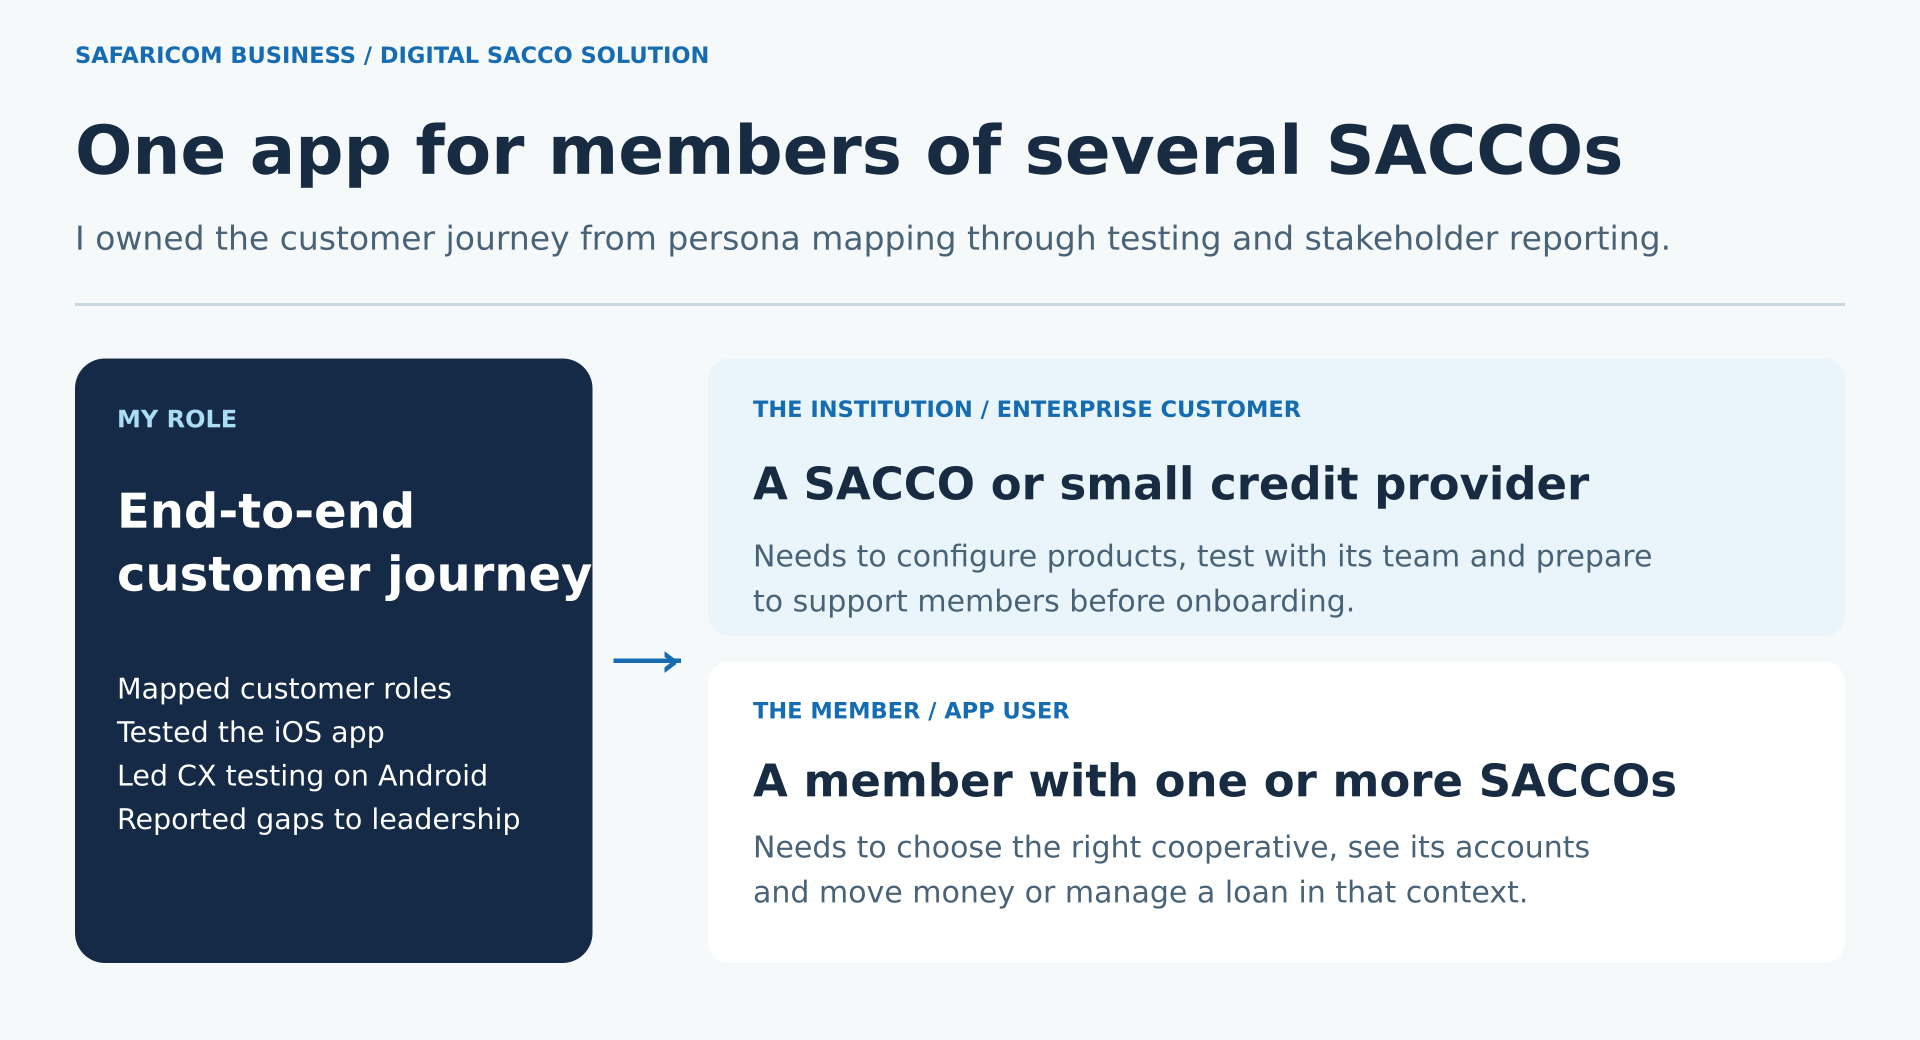 SAFARICOM BUSINESS / DIGITAL SACCO SOLUTION
One app for members of several SACCOs
I owned the customer journey from persona mapping through testing and stakeholder reporting.
MY ROLE
End-to-end
customer journey
Mapped customer roles
Tested the iOS app
Led CX testing on Android
Reported gaps to leadership
THE INSTITUTION / ENTERPRISE CUSTOMER
A SACCO or small credit provider
Needs to configure products, test with its team and prepare
to support members before onboarding.
THE MEMBER / APP USER
A member with one or more SACCOs
Needs to choose the right cooperative, see its accounts
and move money or manage a loan in that context.